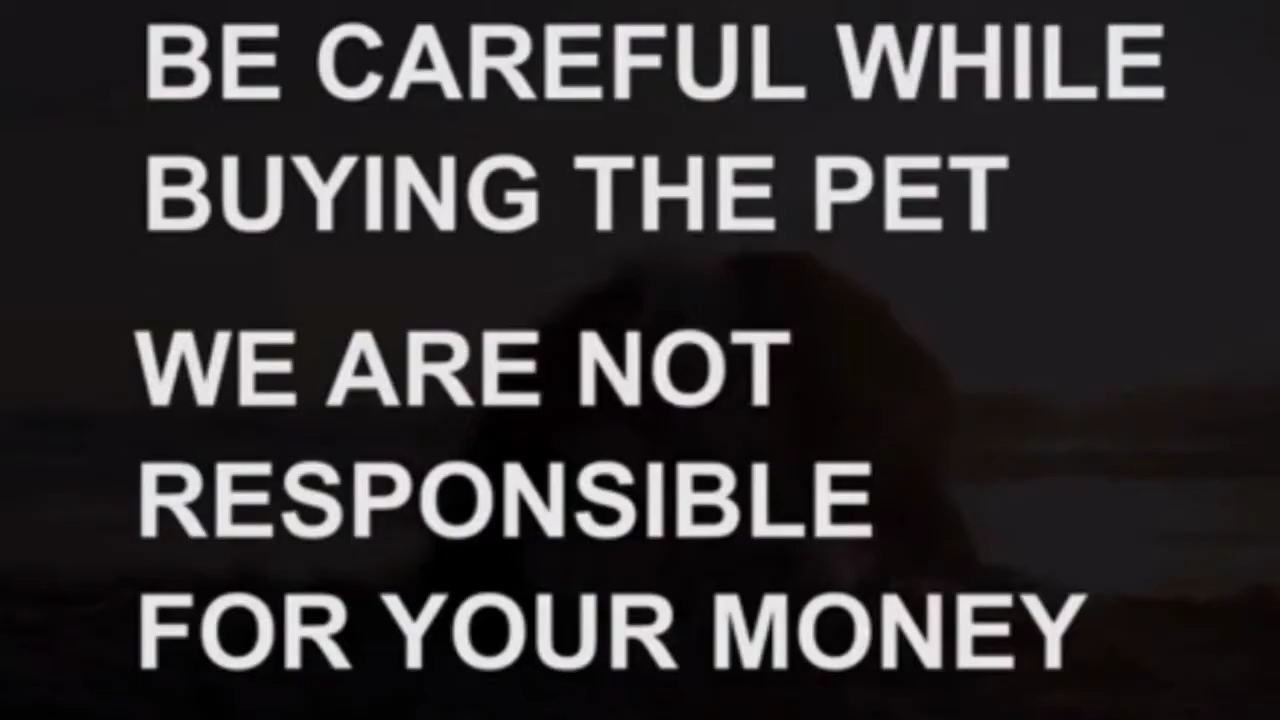 BE CAREFUL WHILE
BUYING THE PET
WE ARE NOT
RESPONSIBLE
FOR YOUR MONEY